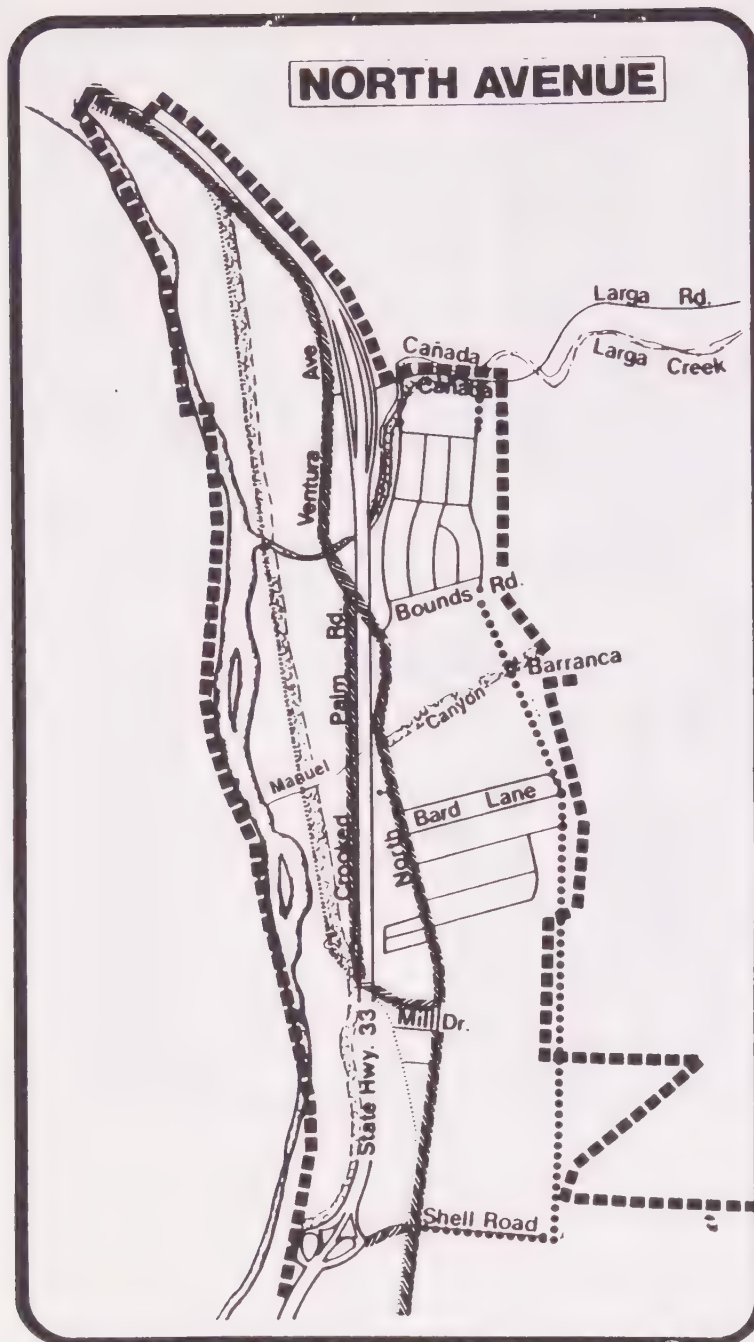 NORTH AVENUE
Larga Rd.
Larga Creek
Cañada
Cañada
Ventura Ave
Bounds Rd.
Crooked Palm Rd.
Barranca
Canyon
Manuel
Bard Lane
North
Mill Dr.
State Hwy. 33
Shell Road